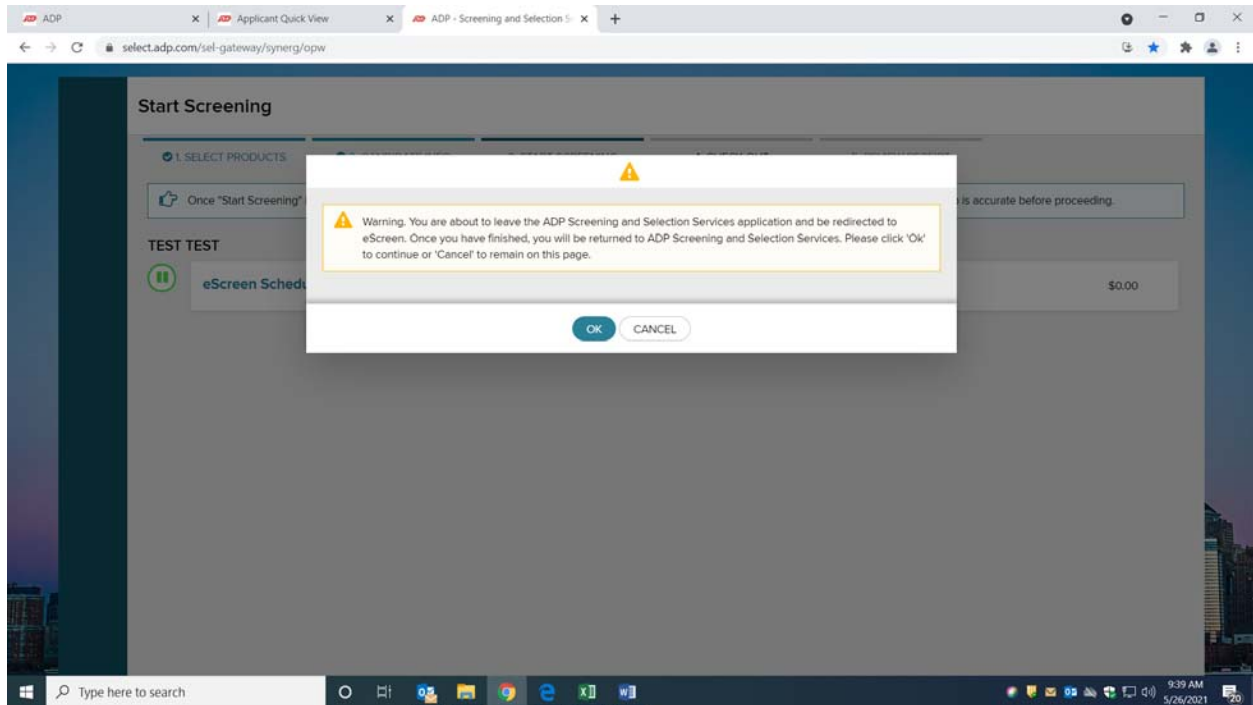 ADP
Applicant Quick View
ADP - Screening and Selection S
select.adp.com/sel-gateway/synerg/opw
Start Screening
1. SELECT PRODUCTS
Once "Start Screening"
is accurate before proceeding.
Warning. You are about to leave the ADP Screening and Selection Services application and be redirected to
eScreen. Once you have finished, you will be returned to ADP Screening and Selection Services. Please click 'Ok'
to continue or 'Cancel' to remain on this page.
TEST TEST
eScreen Schedu
$0.00
OK
CANCEL
Type here to search
9:39 AM
5/26/2021
20